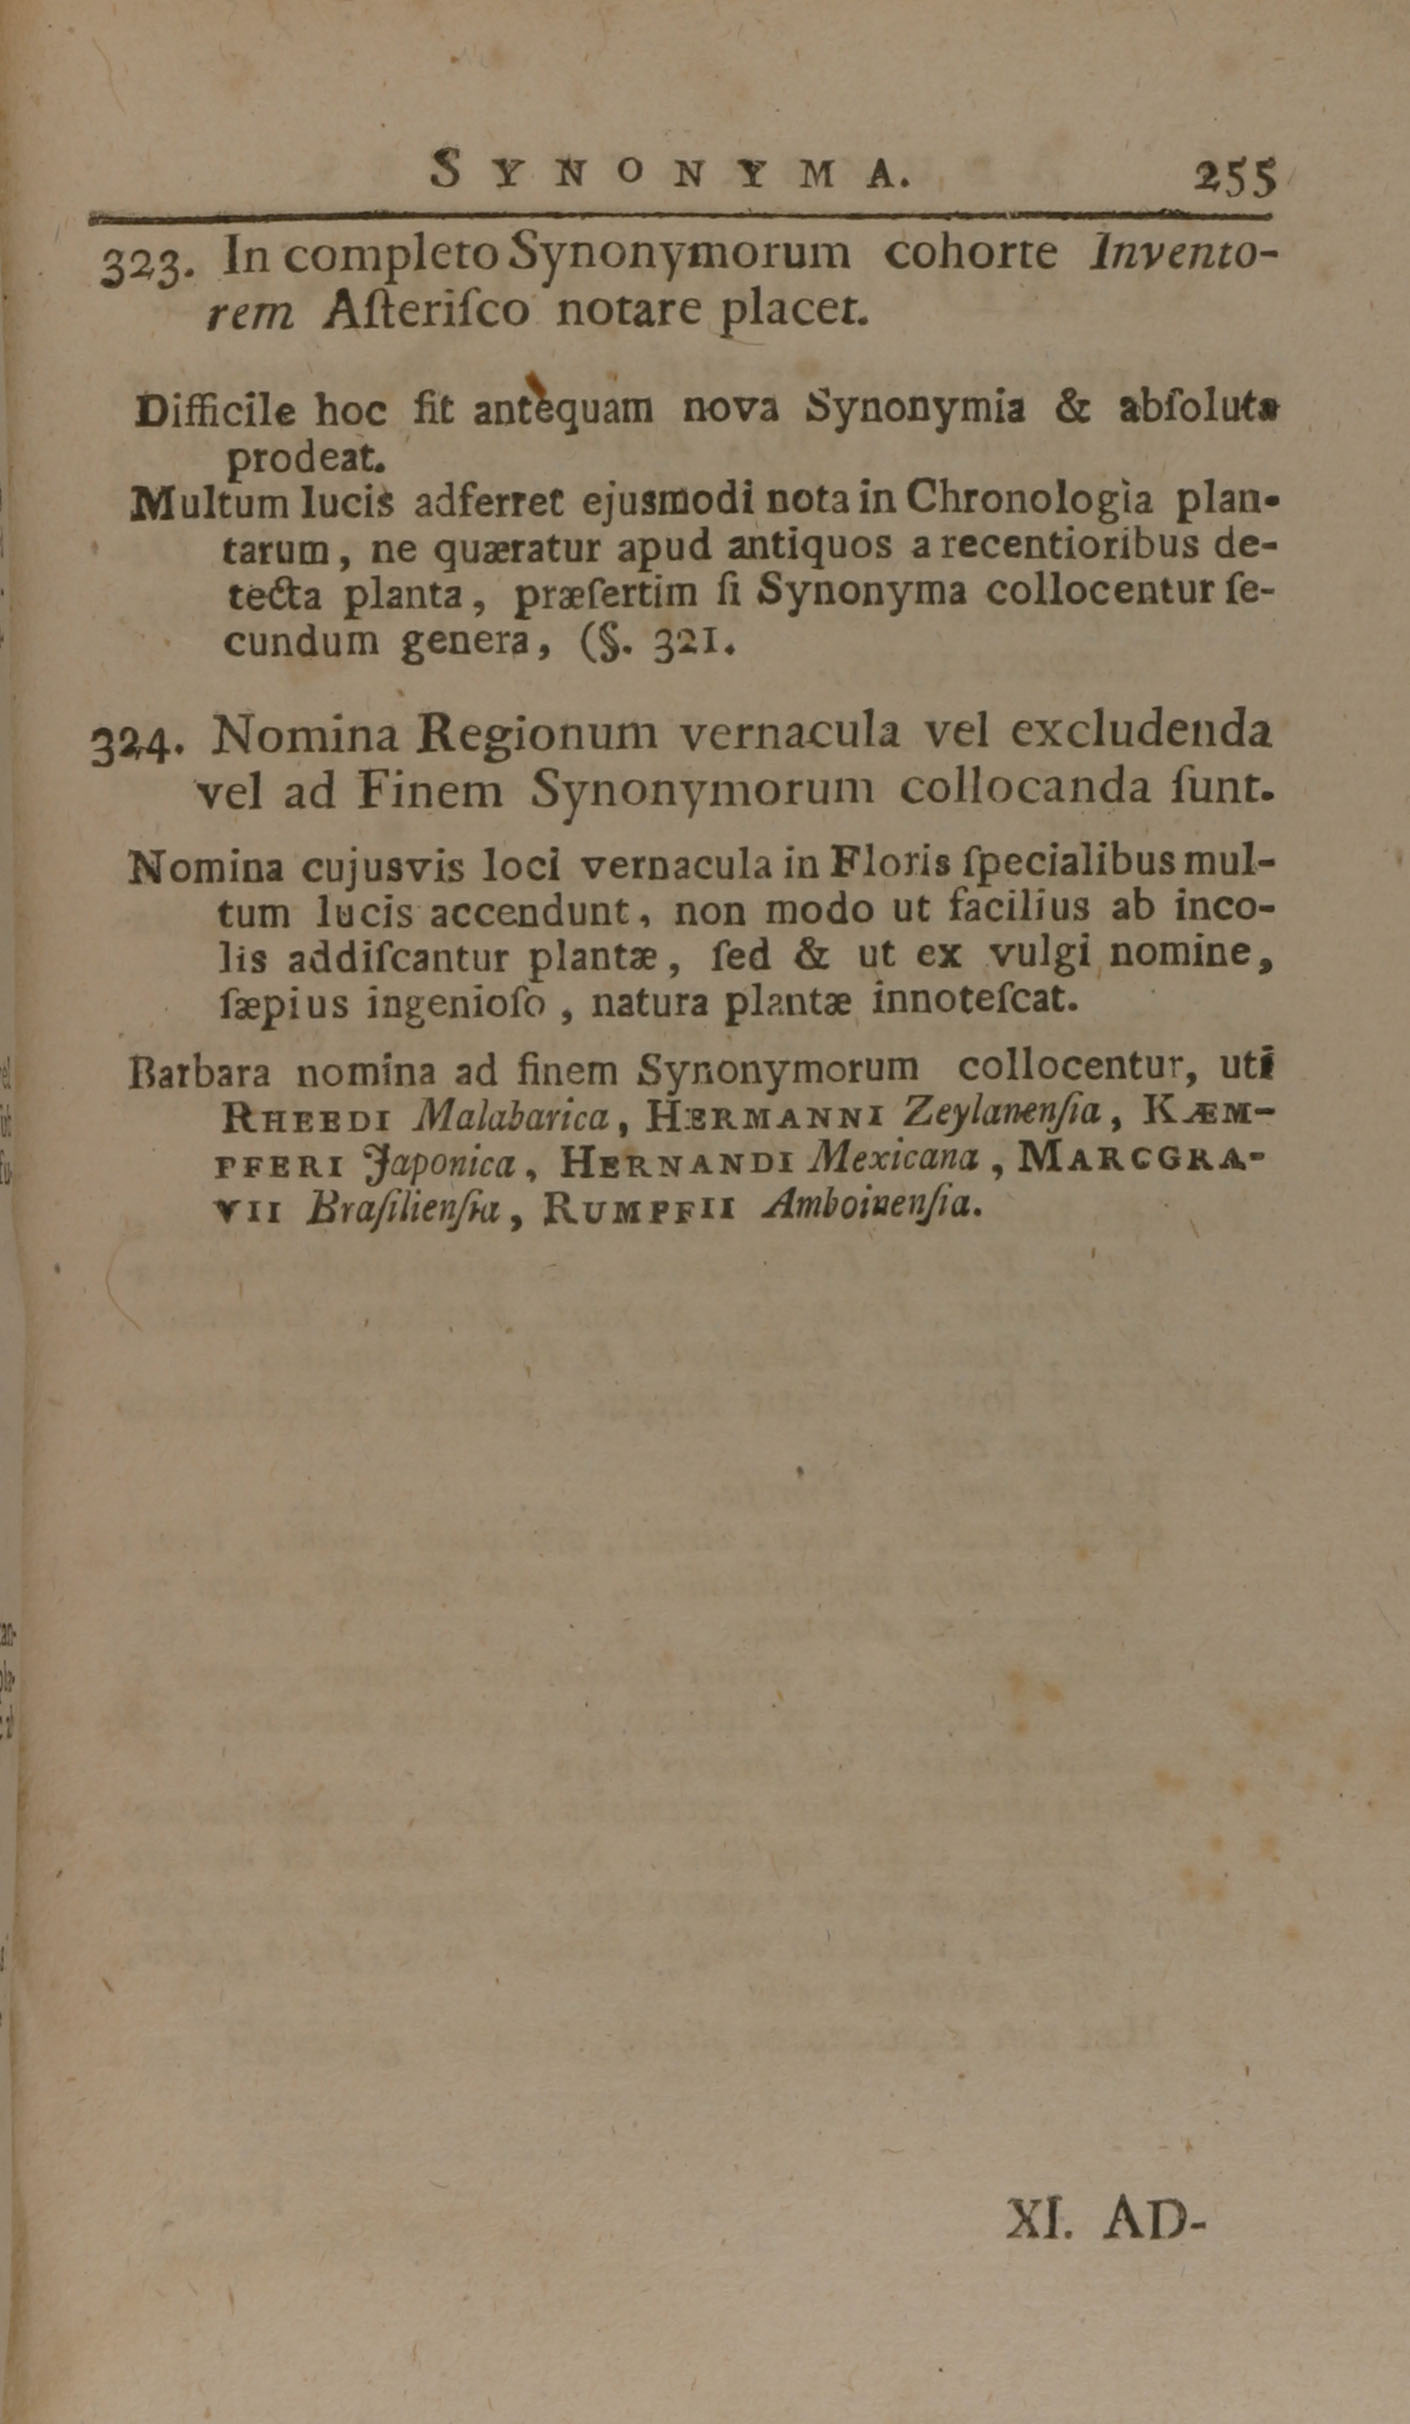 SYNONYMA. 255
323. In completo Synonymorum cohorte Invento-
rem Aſteriſco notare placet.
Difficile hoc fit antequam nova Synonymia & abſoluta
prodeat.
Multum lucis adferret ejusmodi nota in Chronologia plan-
tarum, ne quæratur apud antiquos a recentioribus de-
tecta planta, præſertim ſi Synonyma collocentur ſe-
cundum genera, (§. 321.
324. Nomina Regionum vernacula vel excludenda
vel ad Finem Synonymorum collocanda ſunt.
Nomina cujusvis loci vernacula in Floris ſpecialibus mul-
tum lucis accendunt, non modo ut facilius ab inco-
lis addiſcantur plantæ, ſed & ut ex vulgi nomine,
ſæpius ingenioſo, natura plantæ innoteſcat.
Barbara nomina ad finem Synonymorum collocentur, uti
RHEEDI Malabarica, HERMANNI Zeylanenſia, KÆM-
PFERI Japonica, HERNANDI Mexicana, MARCGRA-
VII Braſilienſia, RUMPFII Amboinenſia.
XI. AD-